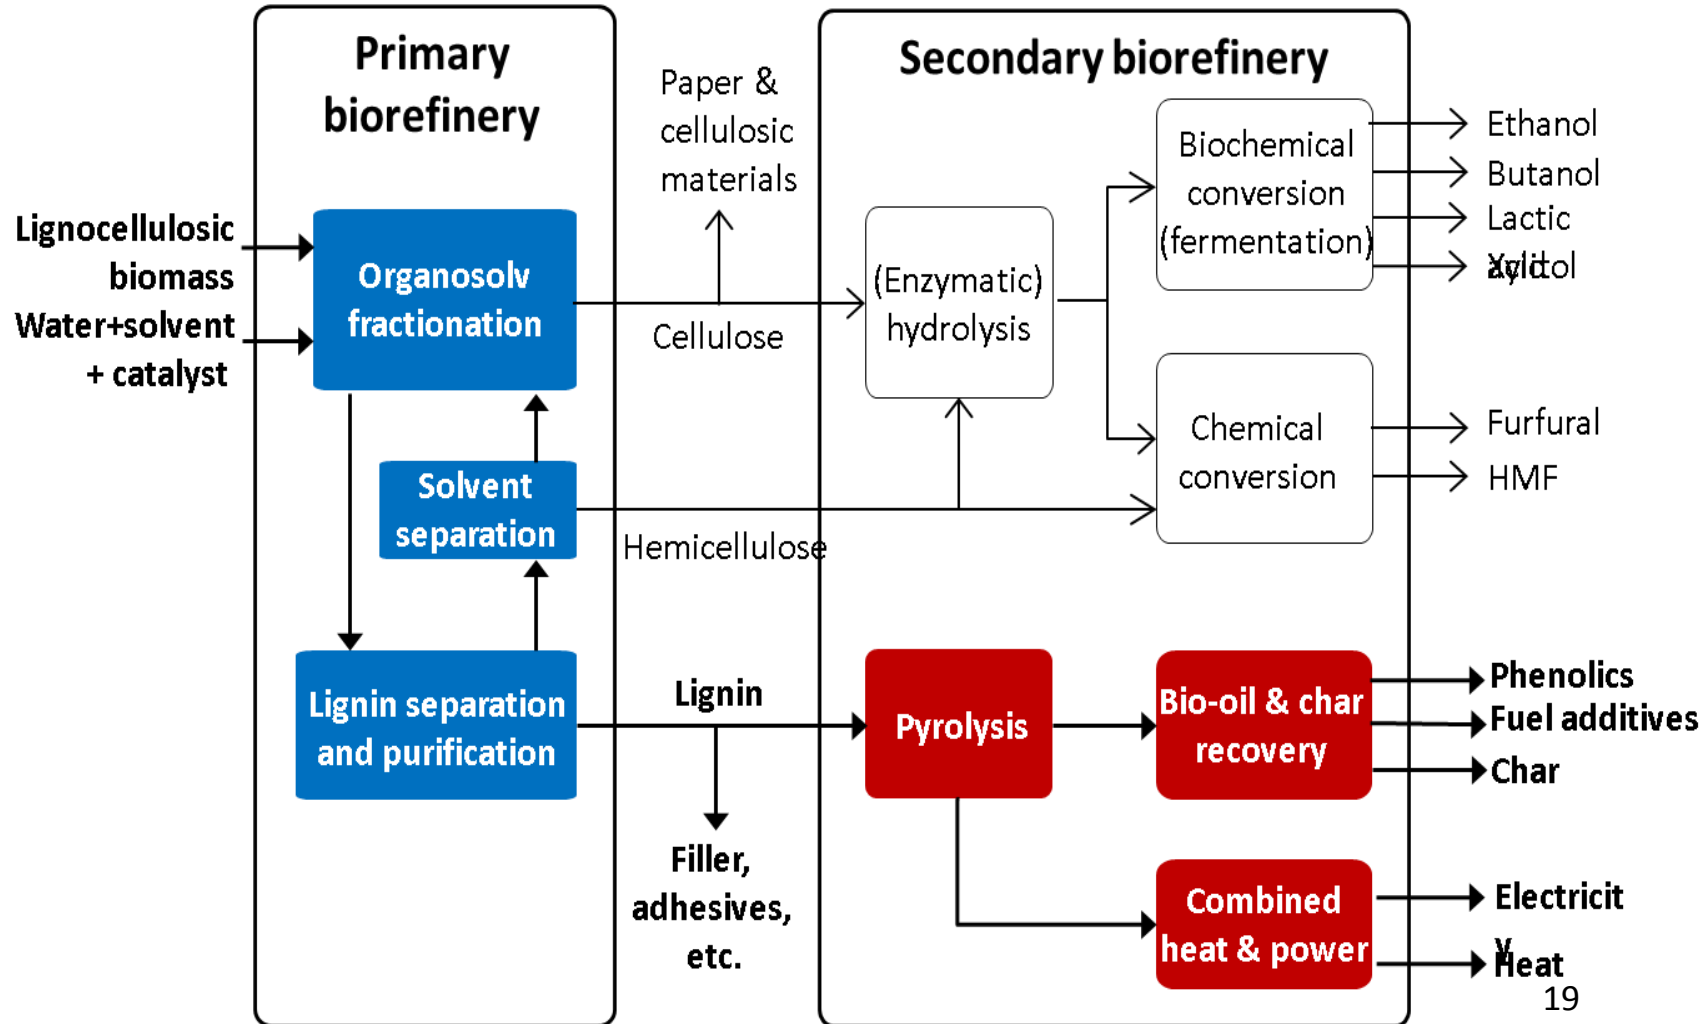 Primary
biorefinery
Secondary biorefinery
Paper &
cellulosic
materials
Lignocellulosic
biomass
Water+solvent
+ catalyst
Organosolv
fractionation
Cellulose
(Enzymatic)
hydrolysis
Biochemical
conversion
(fermentation)
Ethanol
Butanol
Lactic
acid
Xylitol
Chemical
conversion
Furfural
HMF
Solvent
separation
Hemicellulose
Lignin separation
and purification
Lignin
Filler,
adhesives,
etc.
Pyrolysis
Bio-oil & char
recovery
Phenolics
Fuel additives
Char
Combined
heat & power
Electricit
y
Heat
19